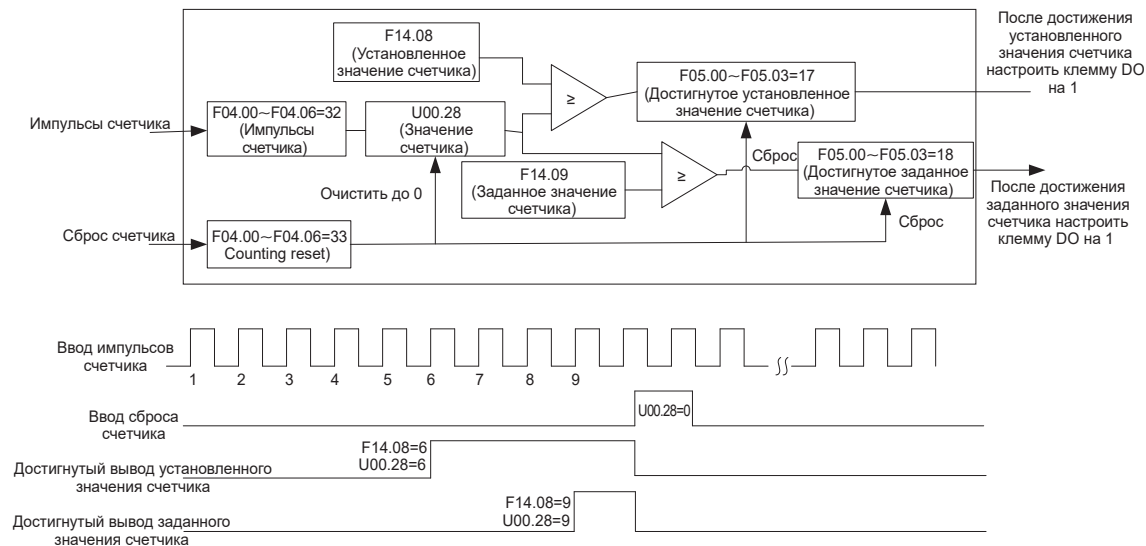 F14.08
(Установленное
значение счетчика)
После достижения
установленного
значения счетчика
настроить клемму DO
на 1
≥
F05.00~F05.03=17
(Достигнутое установленное
значение счетчика)
Импульсы счетчика
F04.00~F04.06=32
(Импульсы
счетчика)
U00.28
(Значение
счетчика)
Очистить до 0
F14.09
(Заданное значение
счетчика)
≥
Сброс
F05.00~F05.03=18
(Достигнутое заданное
значение счетчика)
После достижения
заданного значения
счетчика настроить
клемму DO на 1
Сброс счетчика
F04.00~F04.06=33
Counting reset)
Сброс
Ввод импульсов
счетчика
1 2 3 4 5 6 7 8 9
Ввод сброса
счетчика
U00.28=0
Достигнутый вывод установленного
значения счетчика
F14.08=6
U00.28=6
Достигнутый вывод заданного
значения счетчика
F14.08=9
U00.28=9